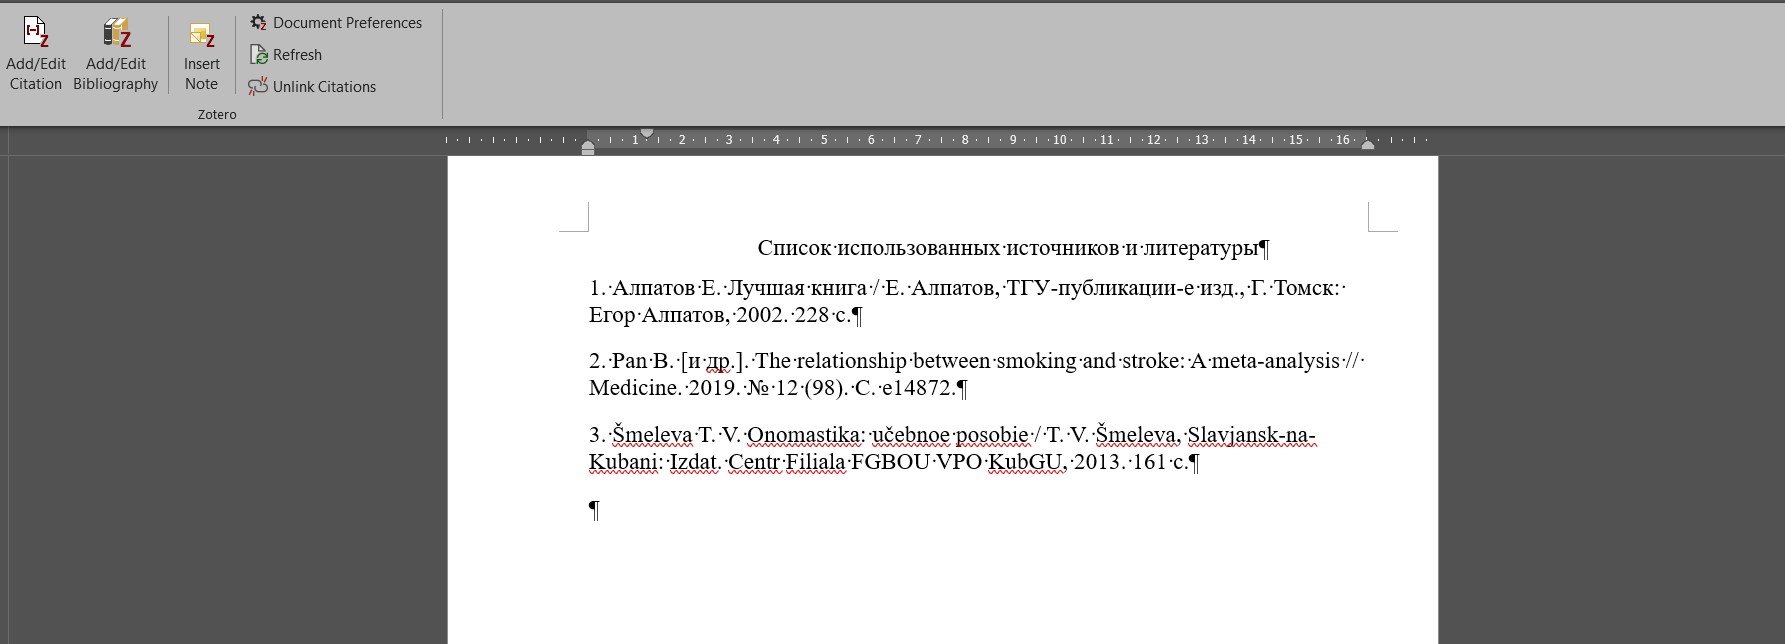 Add/Edit Citation
Add/Edit Bibliography
Insert Note
Document Preferences
Refresh
Unlink Citations
Zotero
1 2 3 4 5 6 7 8 9 10 11 12 13 14 15 16
Список использованных источников и литературы¶
1. Алпатов Е. Лучшая книга / Е. Алпатов, ТГУ-публикации-е изд., Г. Томск:
Егор Алпатов, 2002. 228 с.¶
2. Pan B. [и др.]. The relationship between smoking and stroke: A meta-analysis //
Medicine. 2019. № 12 (98). С. e14872.¶
3. Šmeleva T. V. Onomastika: učebnoe posobie / T. V. Šmeleva, Slavjansk-na-
Kubani: Izdat. Centr Filiala FGBOU VPO KubGU, 2013. 161 с.¶
¶